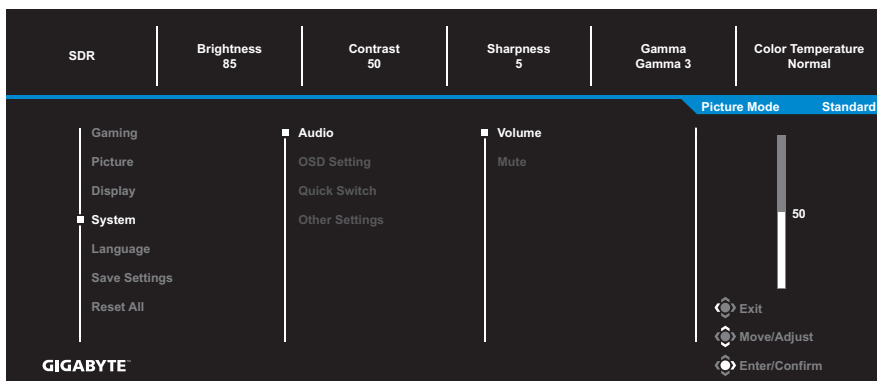 SDR
Brightness
85
Contrast
50
Sharpness
5
Gamma
Gamma 3
Color Temperature
Normal
Picture Mode Standard
Gaming
Picture
Display
System
Language
Save Settings
Reset All
Audio
OSD Setting
Quick Switch
Other Settings
Volume
Mute
50
Exit
Move/Adjust
Enter/Confirm
GIGABYTE™